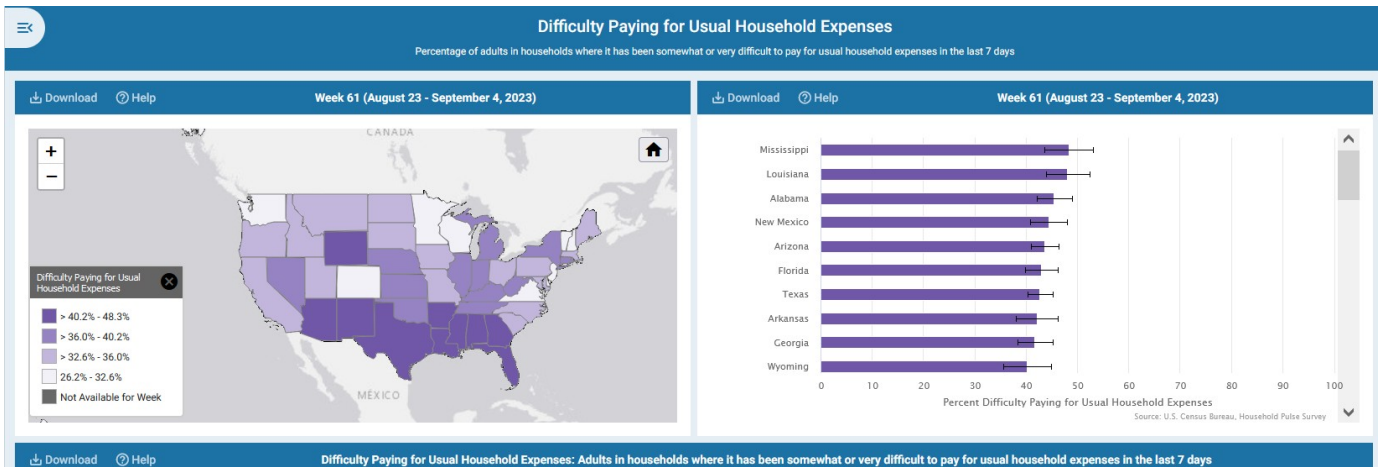 Difficulty Paying for Usual Household Expenses
Percentage of adults in households where it has been somewhat or very difficult to pay for usual household expenses in the last 7 days
Download Help Week 61 (August 23 - September 4, 2023)
CANADA
+
−
MÉXICO
Difficulty Paying for Usual
Household Expenses
> 40.2% - 48.3%
> 36.0% - 40.2%
> 32.6% - 36.0%
26.2% - 32.6%
Not Available for Week
Download Help Week 61 (August 23 - September 4, 2023)
Mississippi
Louisiana
Alabama
New Mexico
Arizona
Florida
Texas
Arkansas
Georgia
Wyoming
0 10 20 30 40 50 60 70 80 90 100
Percent Difficulty Paying for Usual Household Expenses
Source: U.S. Census Bureau, Household Pulse Survey
Download Help Difficulty Paying for Usual Household Expenses: Adults in households where it has been somewhat or very difficult to pay for usual household expenses in the last 7 days